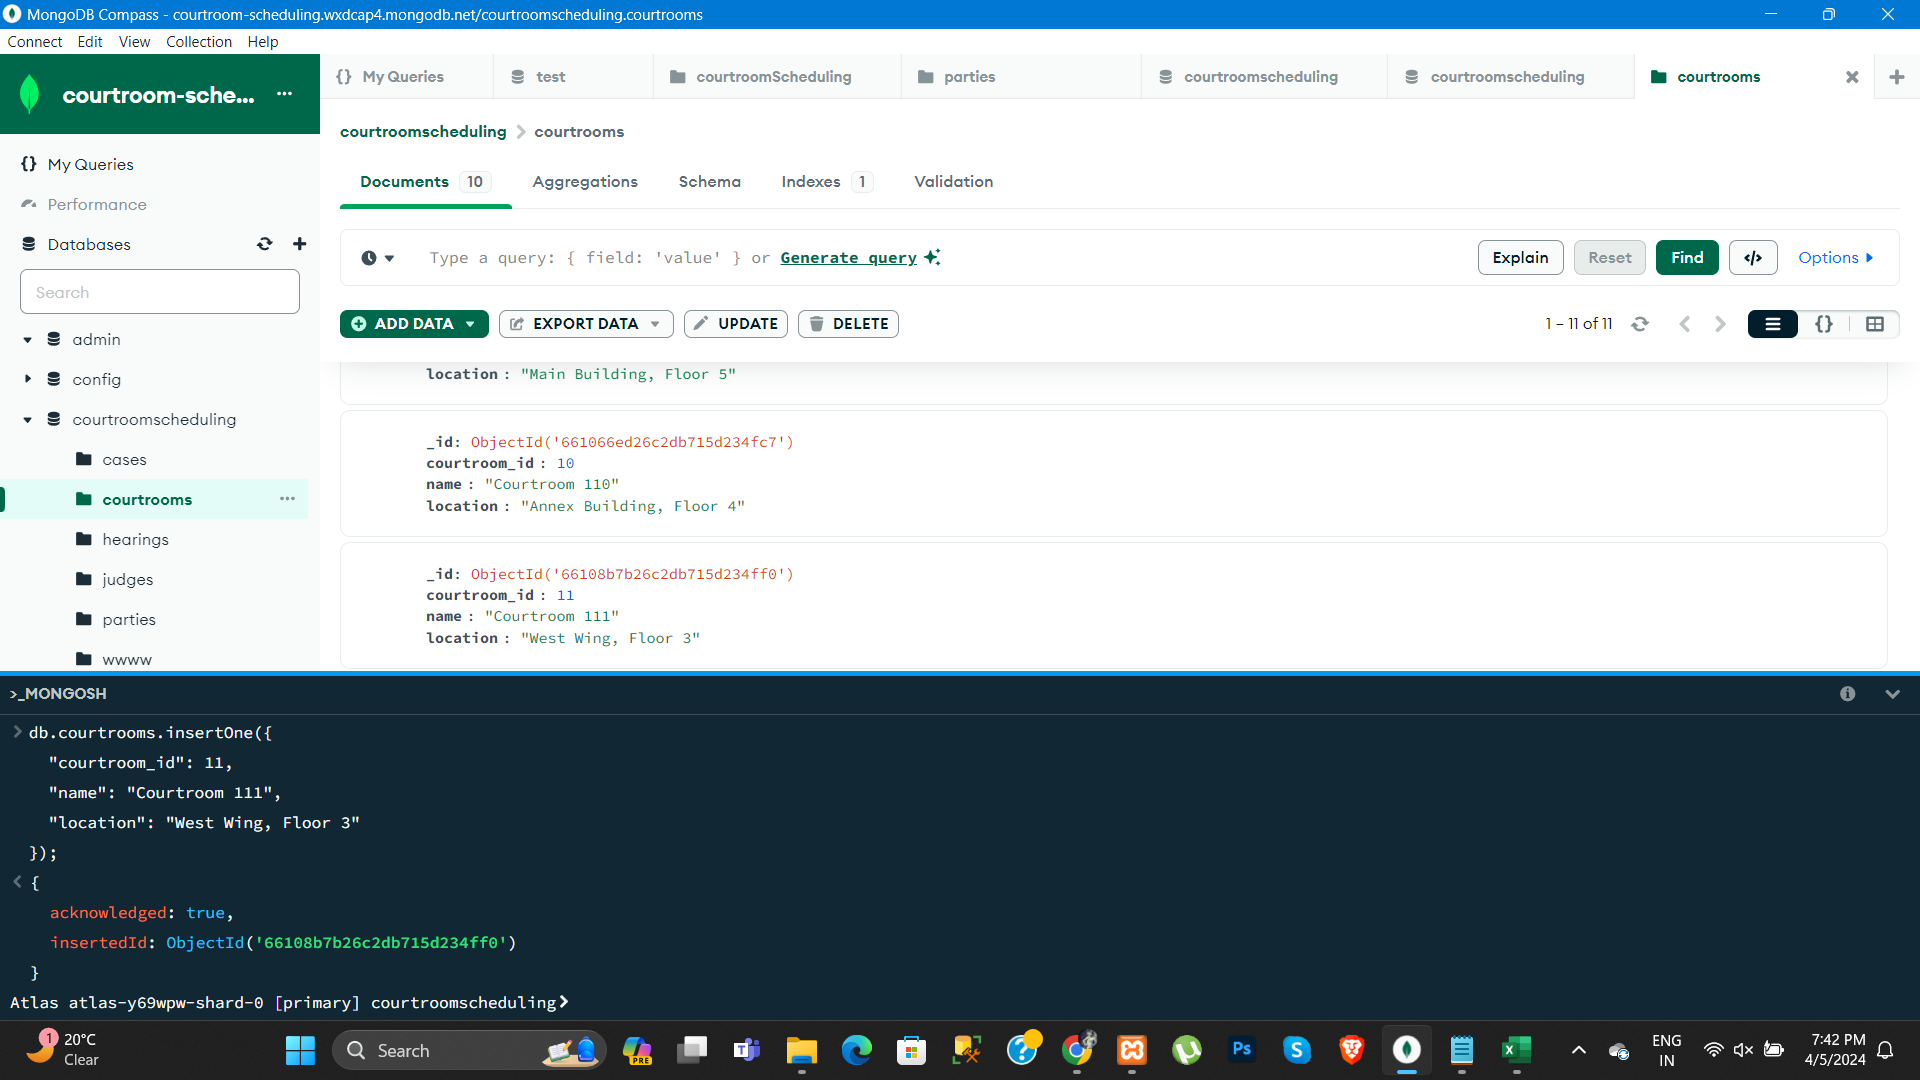 MongoDB Compass - courtroom-scheduling.wxdcap4.mongodb.net/courtroomscheduling.courtrooms
Connect Edit View Collection Help
courtroom-sche... ...
My Queries test courtroomScheduling parties courtroomscheduling courtroomscheduling courtrooms
courtroomscheduling > courtrooms
My Queries
Performance
Databases
Search
admin
config
courtroomscheduling
cases
courtrooms ...
hearings
judges
parties
wwww
Documents 10 Aggregations Schema Indexes 1 Validation
Type a query: { field: 'value' } or Generate query
Explain Reset Find </> Options
ADD DATA EXPORT DATA UPDATE DELETE
1 – 11 of 11
location : "Main Building, Floor 5"
_id: ObjectId('661066ed26c2db715d234fc7')
courtroom_id : 10
name : "Courtroom 110"
location : "Annex Building, Floor 4"
_id: ObjectId('66108b7b26c2db715d234ff0')
courtroom_id : 11
name : "Courtroom 111"
location : "West Wing, Floor 3"
>_MONGOSH
> db.courtrooms.insertOne({
"courtroom_id": 11,
"name": "Courtroom 111",
"location": "West Wing, Floor 3"
});
< {
acknowledged: true,
insertedId: ObjectId('66108b7b26c2db715d234ff0')
}
Atlas atlas-y69wpw-shard-0 [primary] courtroomscheduling>
1
20°C
Clear
Search
PRE
Ps
ENG
IN
7:42 PM
4/5/2024